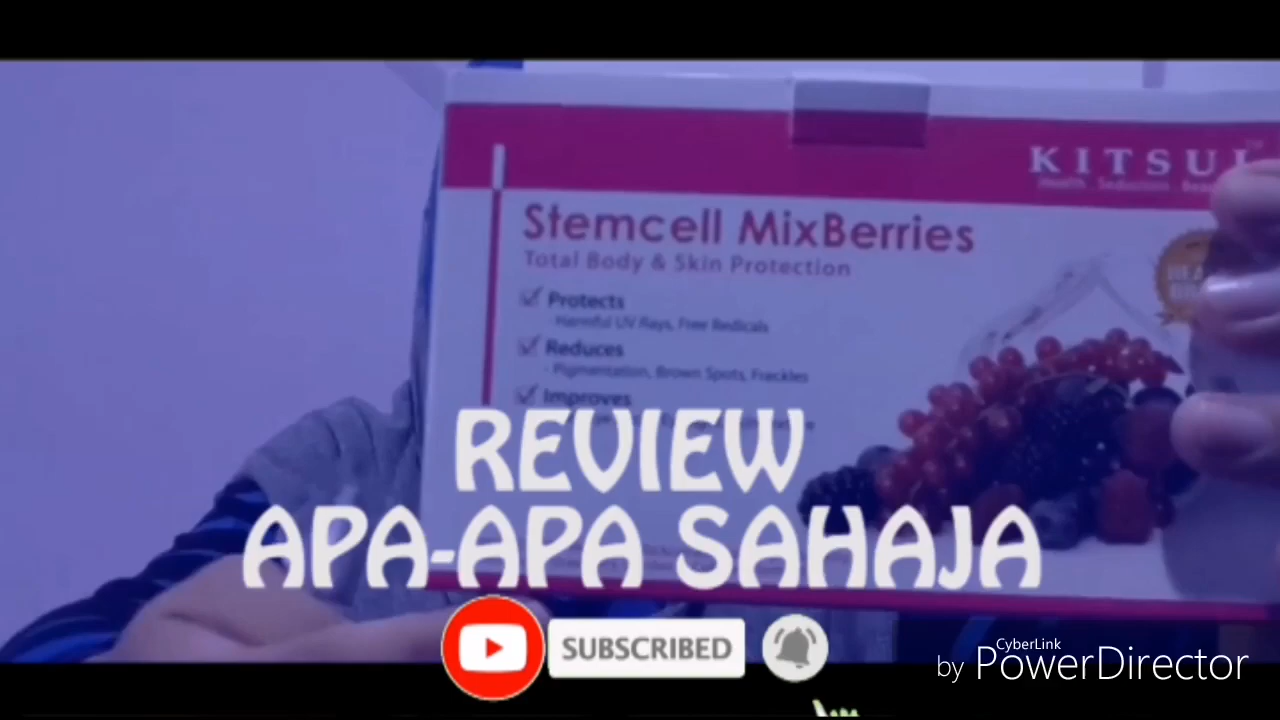 KITSUI
Stemcell MixBerries
Total Body & Skin Protection
Protects
- Harmful UV Rays, Free Redicals
Reduces
- Pigmentation, Brown Spots, Freckles
Improves
REVIEW
APA-APA SAHAJA
SUBSCRIBED
CyberLink
by PowerDirector